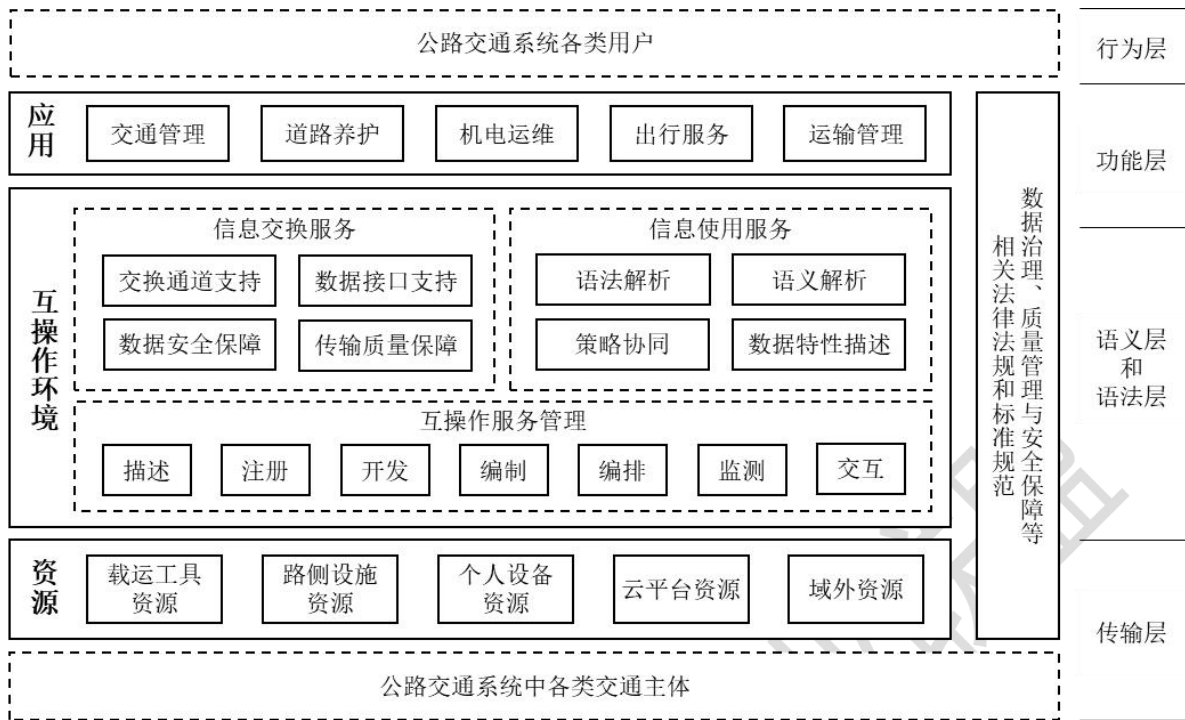 公路交通系统各类用户
行为层
应用
交通管理
道路养护
机电运维
出行服务
运输管理
功能层
互操作环境
信息交换服务
交换通道支持
数据接口支持
数据安全保障
传输质量保障
信息使用服务
语法解析
语义解析
策略协同
数据特性描述
互操作服务管理
描述
注册
开发
编制
编排
监测
交互
语义层
和
语法层
资源
载运工具
资源
路侧设施
资源
个人设备
资源
云平台资源
域外资源
数据治理、质量管理与安全保障等
相关法律法规和标准规范
传输层
公路交通系统中各类交通主体